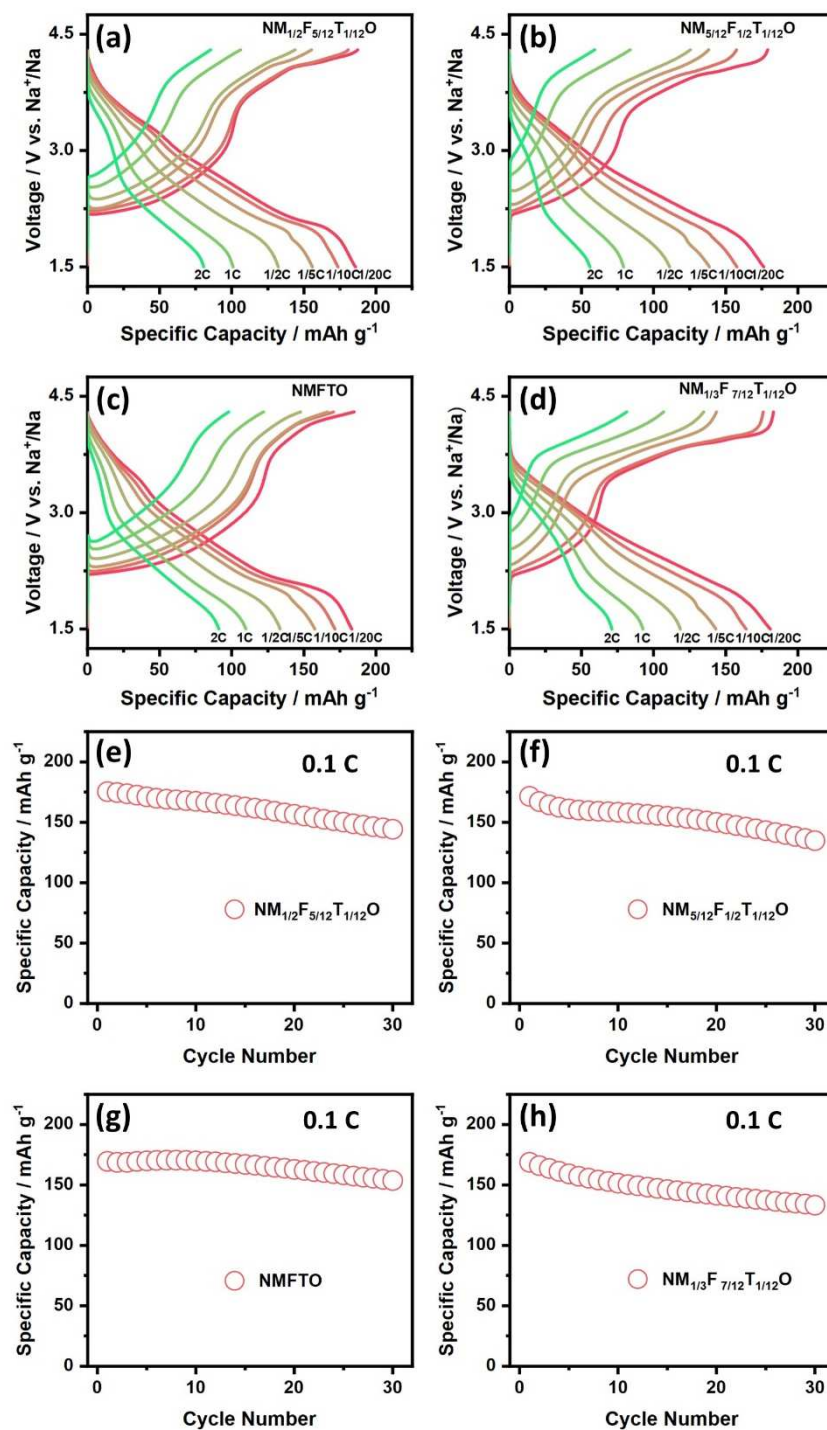 (a) NM1/2F5/12T1/12O
4.5
3.0
1.5
Voltage / V vs. Na+/Na
2C 1C 1/2C 1/5C 1/10C 1/20C
0 50 100 150 200
Specific Capacity / mAh g-1
(b) NM5/12F1/2T1/12O
4.5
3.0
1.5
Voltage / V vs. Na+/Na
2C 1C 1/2C 1/5C 1/10C 1/20C
0 50 100 150 200
Specific Capacity / mAh g-1
(c) NMFTO
4.5
3.0
1.5
Voltage / V vs. Na+/Na
2C 1C 1/2C 1/5C 1/10C 1/20C
0 50 100 150 200
Specific Capacity / mAh g-1
(d) NM1/3F 7/12T1/12O
4.5
3.0
1.5
Voltage / V vs. Na+/Na)
2C 1C 1/2C 1/5C 1/10C 1/20C
0 50 100 150 200
Specific Capacity / mAh g-1
(e) 0.1 C
200
150
100
50
0
Specific Capacity / mAh g-1
NM1/2F5/12T1/12O
0 10 20 30
Cycle Number
(f) 0.1 C
200
150
100
50
0
Specific Capacity / mAh g-1
NM5/12F1/2T1/12O
0 10 20 30
Cycle Number
(g) 0.1 C
200
150
100
50
0
Specific Capacity / mAh g-1
NMFTO
0 10 20 30
Cycle Number
(h) 0.1 C
200
150
100
50
0
Specific Capacity / mAh g-1
NM1/3F 7/12T1/12O
0 10 20 30
Cycle Number